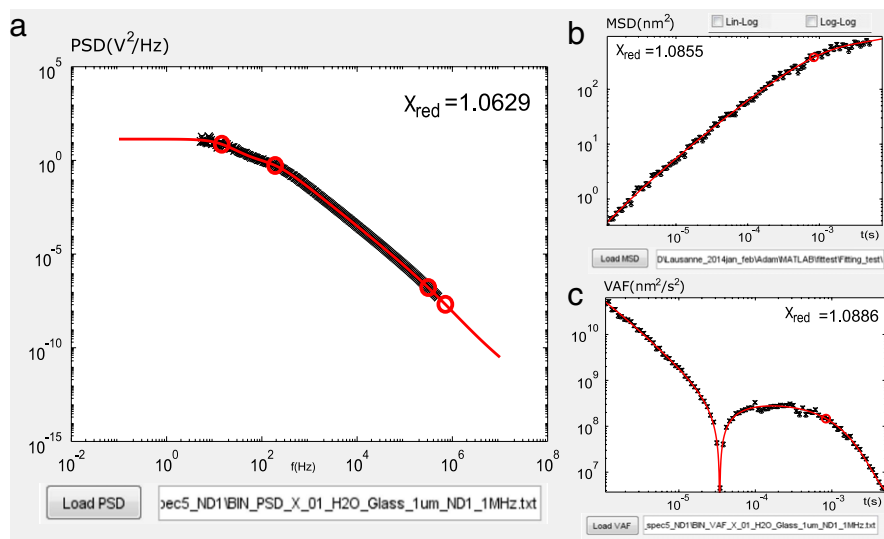 a
PSD(V²/Hz)
X_red=1.0629
10⁵
10⁰
10⁻⁵
10⁻¹⁰
10⁻¹⁵
10⁻² 10⁰ 10² 10⁴ 10⁶ 10⁸
f(Hz)
Load PSD pec5_ND1\BIN_PSD_X_01_H2O_Glass_1um_ND1_1MHz.txt
b
MSD(nm²) Lin-Log Log-Log
X_red=1.0855
10²
10¹
10⁰
10⁻⁵ 10⁻⁴ 10⁻³ t(s)
Load MSD D\Lausanne_2014jan_feb\Adam\MATLAB\fittest\Fitting_test\
c
VAF(nm²/s²)
X_red=1.0886
10¹⁰
10⁹
10⁸
10⁷
10⁻⁵ 10⁻⁴ 10⁻³ t(s)
Load VAF _spec5_ND1\BIN_VAF_X_01_H2O_Glass_1um_ND1_1MHz.txt